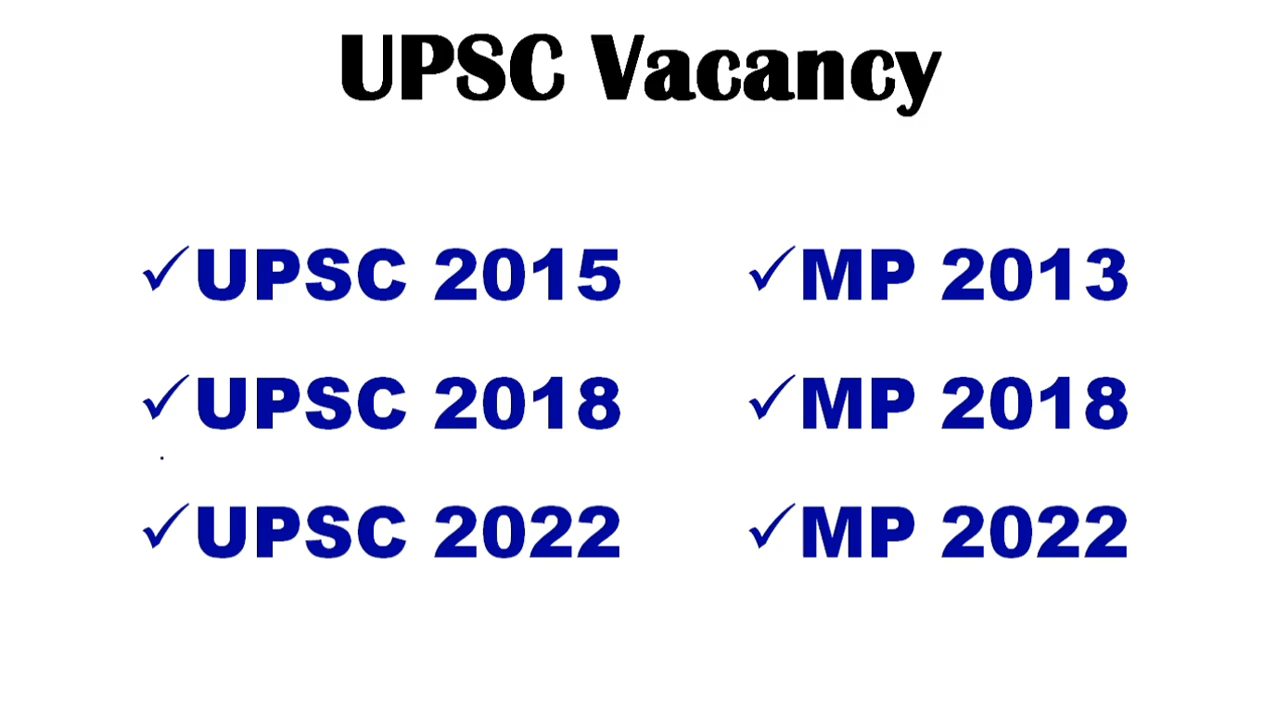 UPSC Vacancy
✓UPSC 2015
✓UPSC 2018
✓UPSC 2022
✓MP 2013
✓MP 2018
✓MP 2022